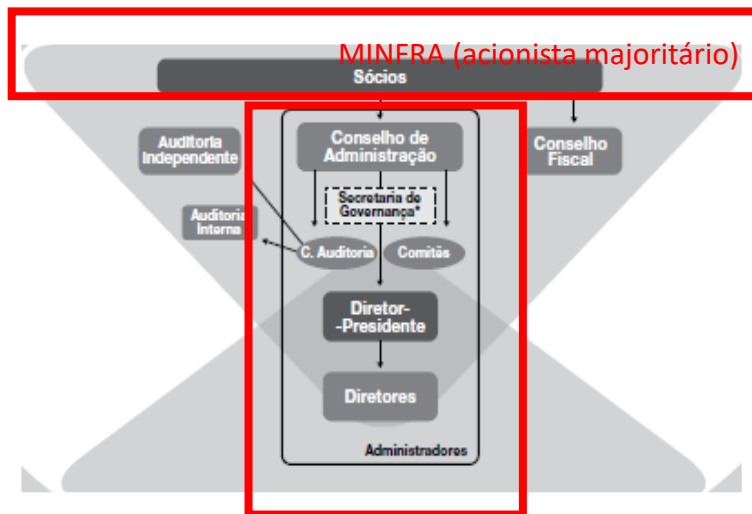 MINFRA (acionista majoritário)
Sócios
Auditoria
Independente
Conselho de
Administração
Conselho
Fiscal
Secretaria de
Governança*
Auditoria
Interna
C. Auditoria
Comitês
Diretor-
-Presidente
Diretores
Administradores